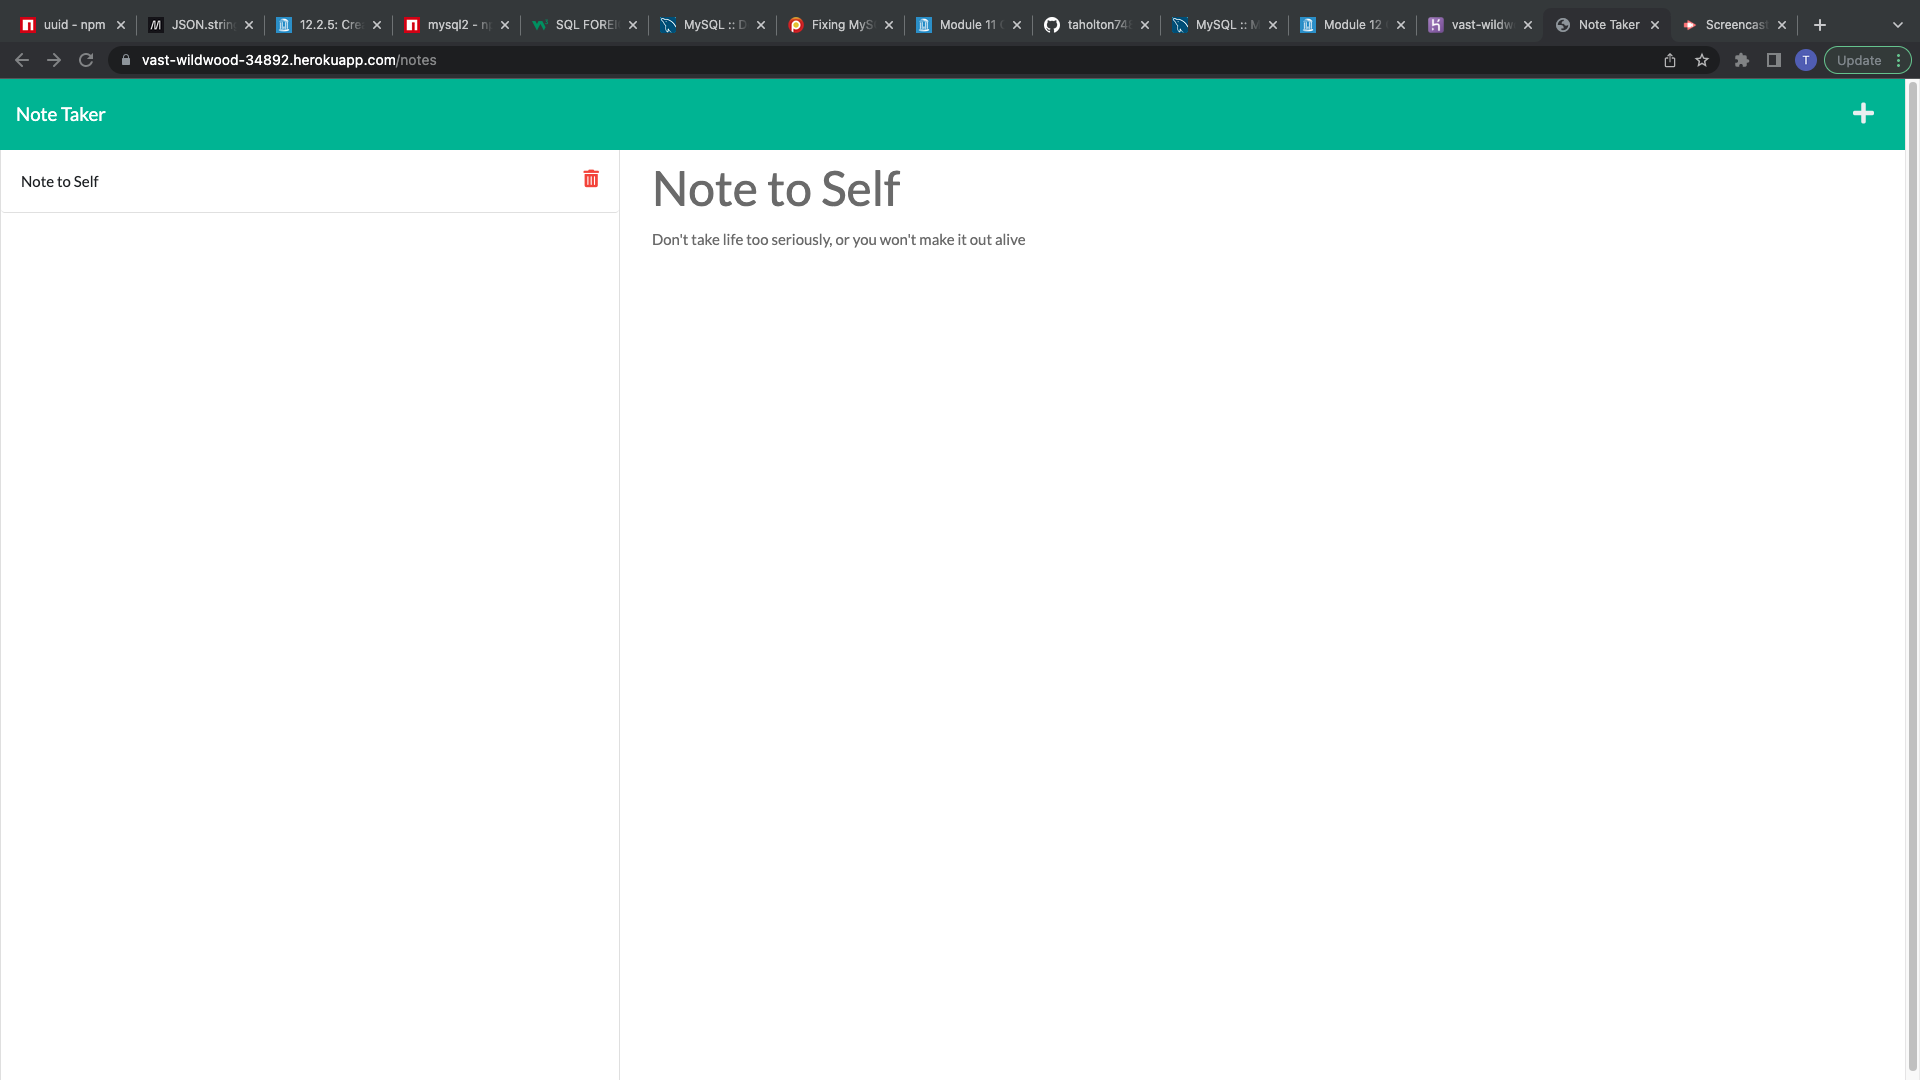 uuid - npm
JSON.strin
12.2.5: Cre
mysql2 - n
SQL FOREI
MySQL :: D
Fixing MyS
Module 11
taholton748
MySQL :: M
Module 12
vast-wildw
Note Taker
Screencast
vast-wildwood-34892.herokuapp.com/notes
T
Update
Note Taker
Note to Self
Note to Self
Don't take life too seriously, or you won't make it out alive